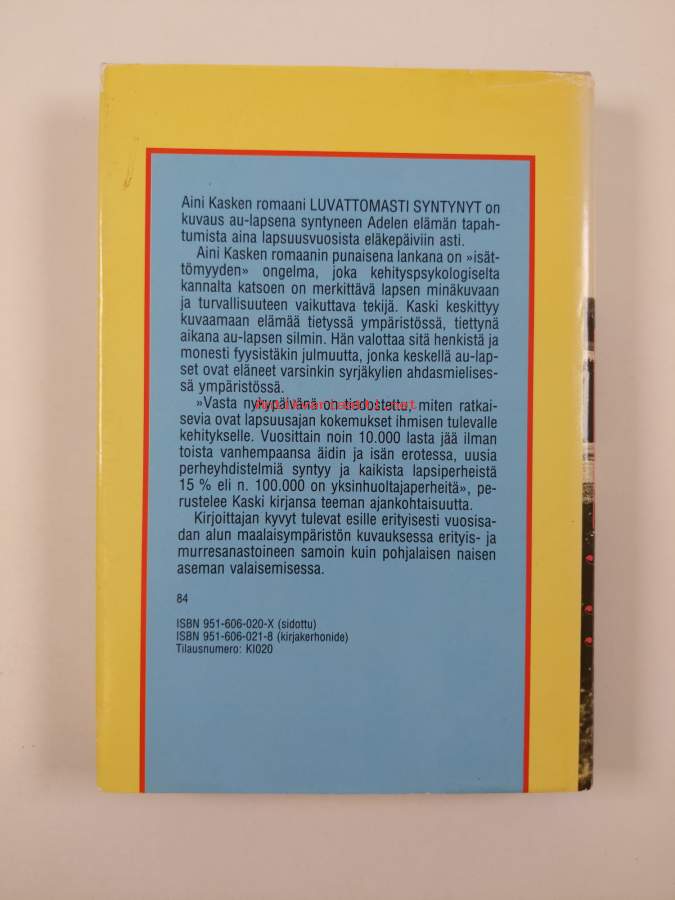 Aini Kasken romaani LUVATTOMASTI SYNTYNYT on
kuvaus au-lapsena syntyneen Adelen elämän tapah-
tumista aina lapsuusvuosista eläkepäiviin asti.
Aini Kasken romaanin punaisena lankana on »isät-
tömyyden» ongelma, joka kehityspsykologiselta
kannalta katsoen on merkittävä lapsen minäkuvaan
ja turvallisuuteen vaikuttava tekijä. Kaski keskittyy
kuvaamaan elämää tietyssä ympäristössä, tiettynä
aikana au-lapsen silmin. Hän valottaa sitä henkistä ja
monesti fyysistäkin julmuutta, jonka keskellä au-lap-
set ovat eläneet varsinkin syrjäkylien ahdasmielises-
sä ympäristössä.
»Vasta nykypäivänä on tiedostettu, miten ratkai-
sevia ovat lapsuusajan kokemukset ihmisen tulevalle
kehitykselle. Vuosittain noin 10.000 lasta jää ilman
toista vanhempaansa äidin ja isän erotessa, uusia
perheyhdistelmiä syntyy ja kaikista lapsiperheistä
15 % eli n. 100.000 on yksinhuoltajaperheitä», pe-
rustelee Kaski kirjansa teeman ajankohtaisuutta.
Kirjoittajan kyvyt tulevat esille erityisesti vuosisa-
dan alun maalaisympäristön kuvauksessa erityis- ja
murresanastoineen samoin kuin pohjalaisen naisen
aseman valaisemisessa.
84
ISBN 951-606-020-X (sidottu)
ISBN 951-606-021-8 (kirjakerhonide)
Tilausnumero: KI020